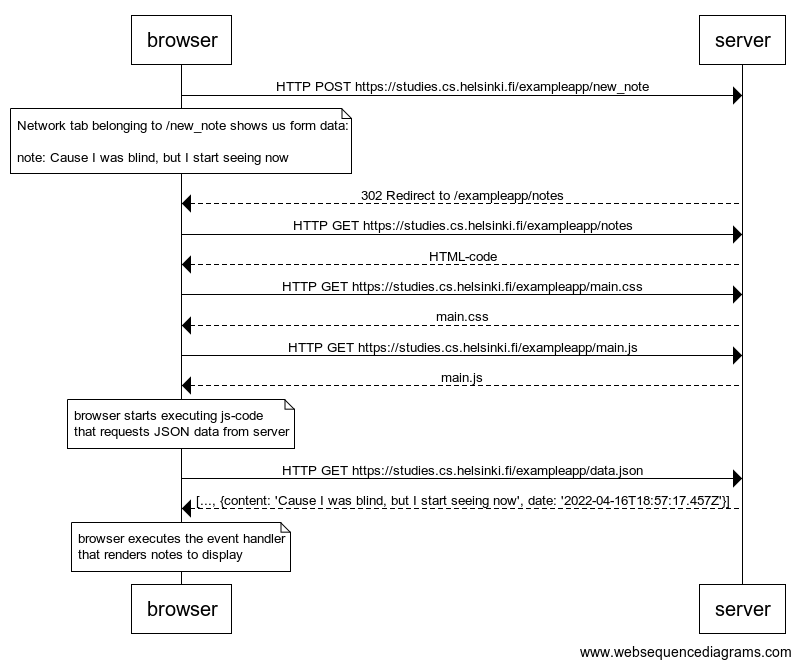 browser
server
HTTP POST https://studies.cs.helsinki.fi/exampleapp/new_note
Network tab belonging to /new_note shows us form data:
note: Cause I was blind, but I start seeing now
302 Redirect to /exampleapp/notes
HTTP GET https://studies.cs.helsinki.fi/exampleapp/notes
HTML-code
HTTP GET https://studies.cs.helsinki.fi/exampleapp/main.css
main.css
HTTP GET https://studies.cs.helsinki.fi/exampleapp/main.js
main.js
browser starts executing js-code
that requests JSON data from server
HTTP GET https://studies.cs.helsinki.fi/exampleapp/data.json
[..., {content: 'Cause I was blind, but I start seeing now', date: '2022-04-16T18:57:17.457Z'}]
browser executes the event handler
that renders notes to display
browser
server
www.websequencediagrams.com